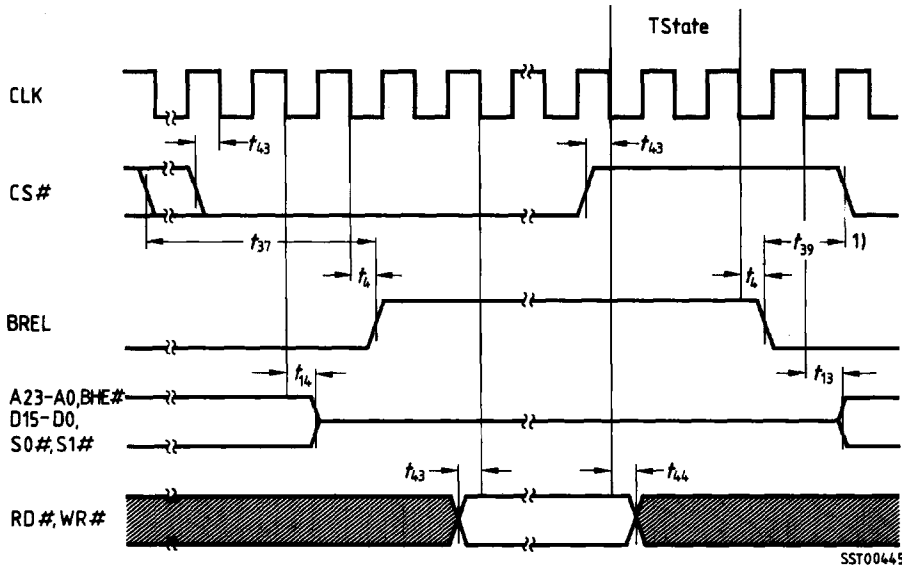 TState
CLK
t43
t43
CS#
t37
t39
1)
t4
t4
BREL
t14
t13
A23-A0,BHE#
D15-D0,
S0#,S1#
t43
t44
RD#,WR#
SST00445